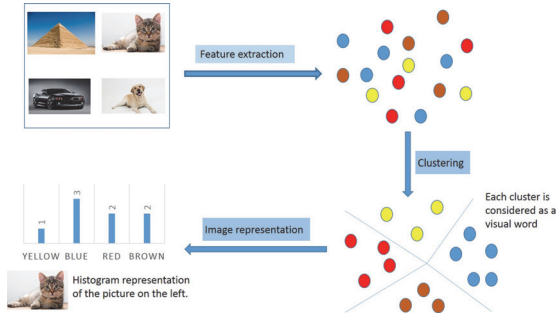 Feature extraction
Clustering
Each cluster is
considered as a
visual word
Image representation
1
3
2
2
YELLOW BLUE RED BROWN
Histogram representation
of the picture on the left.